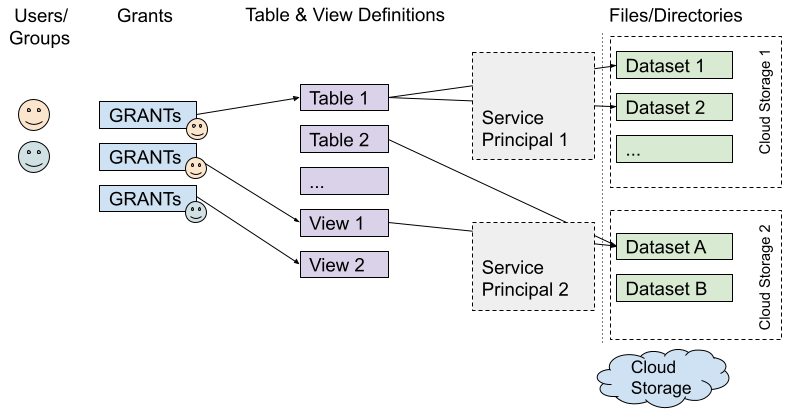 Users/
Groups
Grants
Table & View Definitions
Files/Directories
GRANTs
GRANTs
GRANTs
Table 1
Table 2
...
View 1
View 2
Service
Principal 1
Service
Principal 2
Dataset 1
Dataset 2
...
Cloud Storage 1
Dataset A
Dataset B
Cloud Storage 2
Cloud
Storage